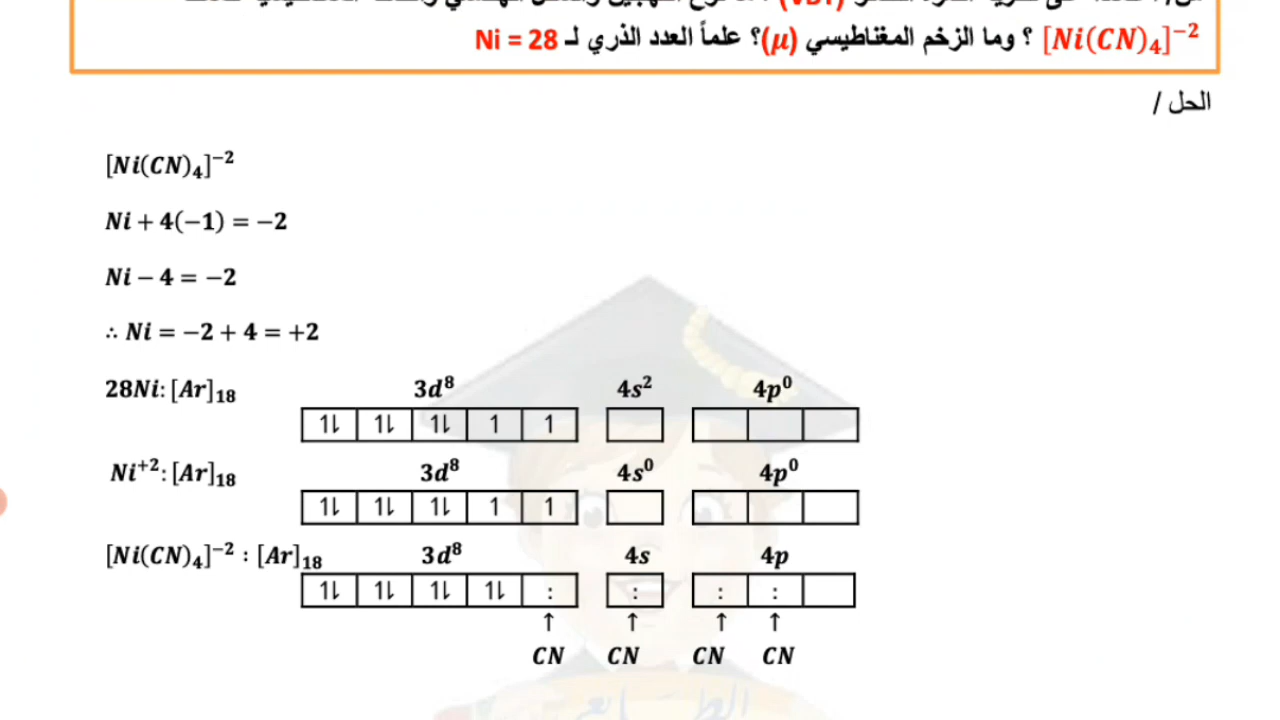 [Ni(CN)₄]⁻² ؟ وما الزخم المغناطيسي (μ)؟ علماً العدد الذري لـ Ni = 28
الحل /
[Ni(CN)₄]⁻²
Ni + 4(−1) = −2
Ni − 4 = −2
∴ Ni = −2 + 4 = +2
28Ni: [Ar]₁₈ 3d⁸ 4s² 4p⁰
1⇂ 1⇂ 1⇂ 1 1
Ni⁺²: [Ar]₁₈ 3d⁸ 4s⁰ 4p⁰
1⇂ 1⇂ 1⇂ 1 1
[Ni(CN)₄]⁻² : [Ar]₁₈ 3d⁸ 4s 4p
1⇂ 1⇂ 1⇂ 1⇂ : : : :
↑ ↑ ↑ ↑
CN CN CN CN